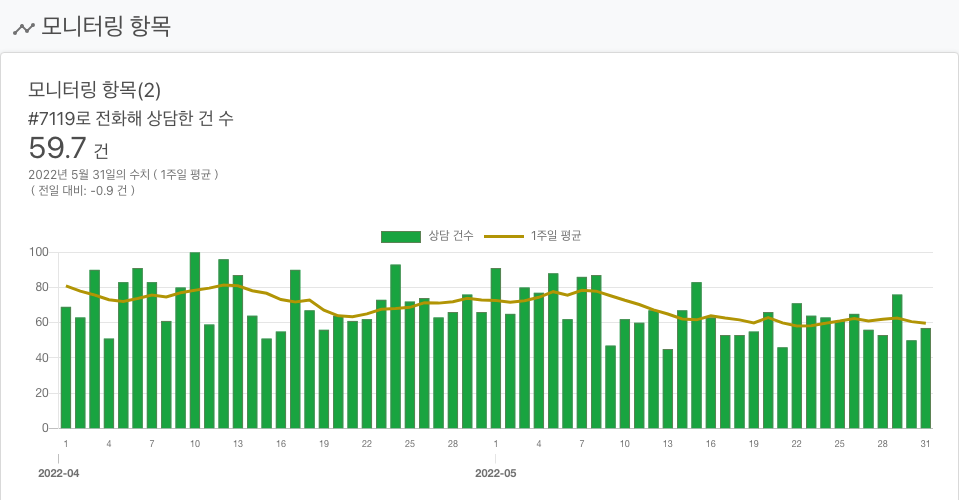 모니터링 항목
모니터링 항목(2)
#7119로 전화해 상담한 건 수
59.7 건
2022년 5월 31일의 수치 ( 1주일 평균 )
( 전일 대비: -0.9 건 )
상담 건수 1주일 평균
100
80
60
40
20
0
1 4 7 10 13 16 19 22 25 28 1 4 7 10 13 16 19 22 25 28 31
2022-04 2022-05